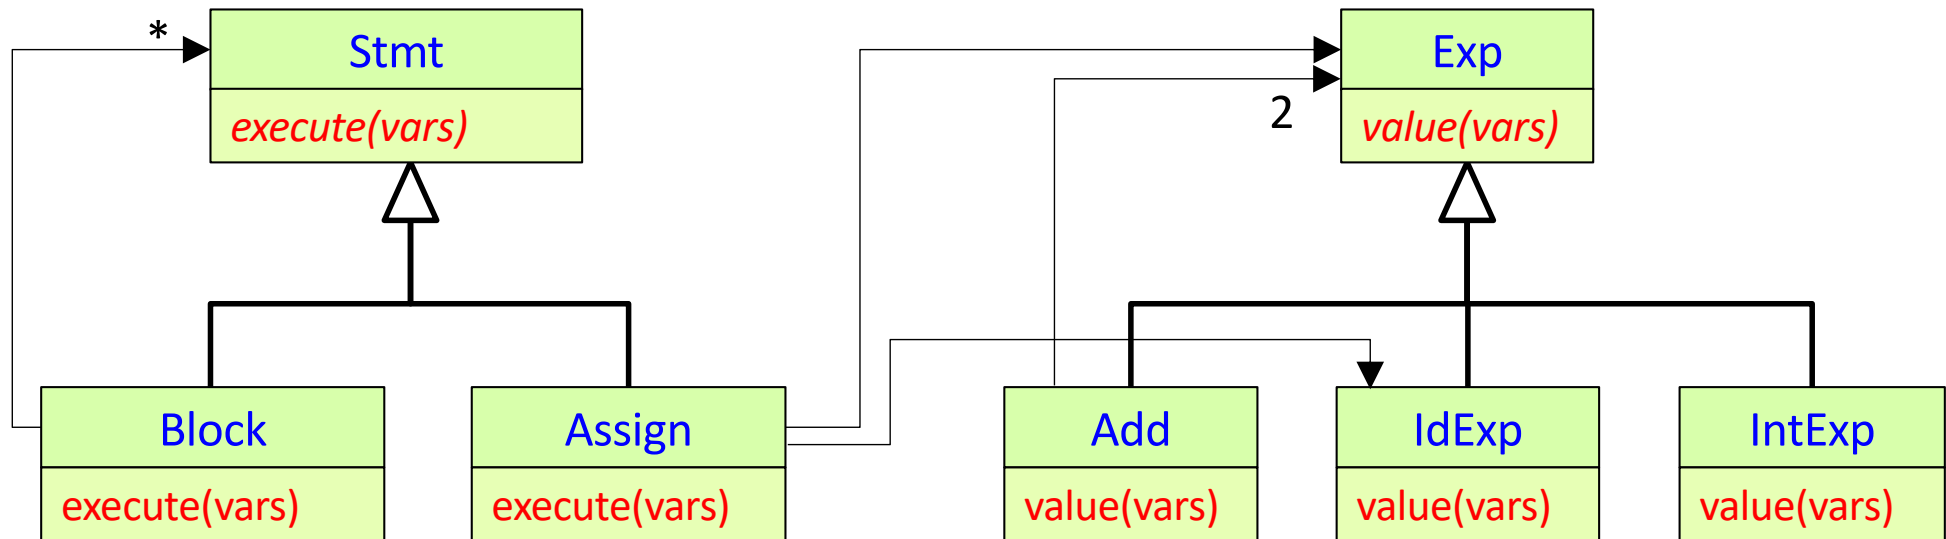 *
Stmt
execute(vars)
Exp
2
value(vars)
Block
execute(vars)
Assign
execute(vars)
Add
value(vars)
IdExp
value(vars)
IntExp
value(vars)